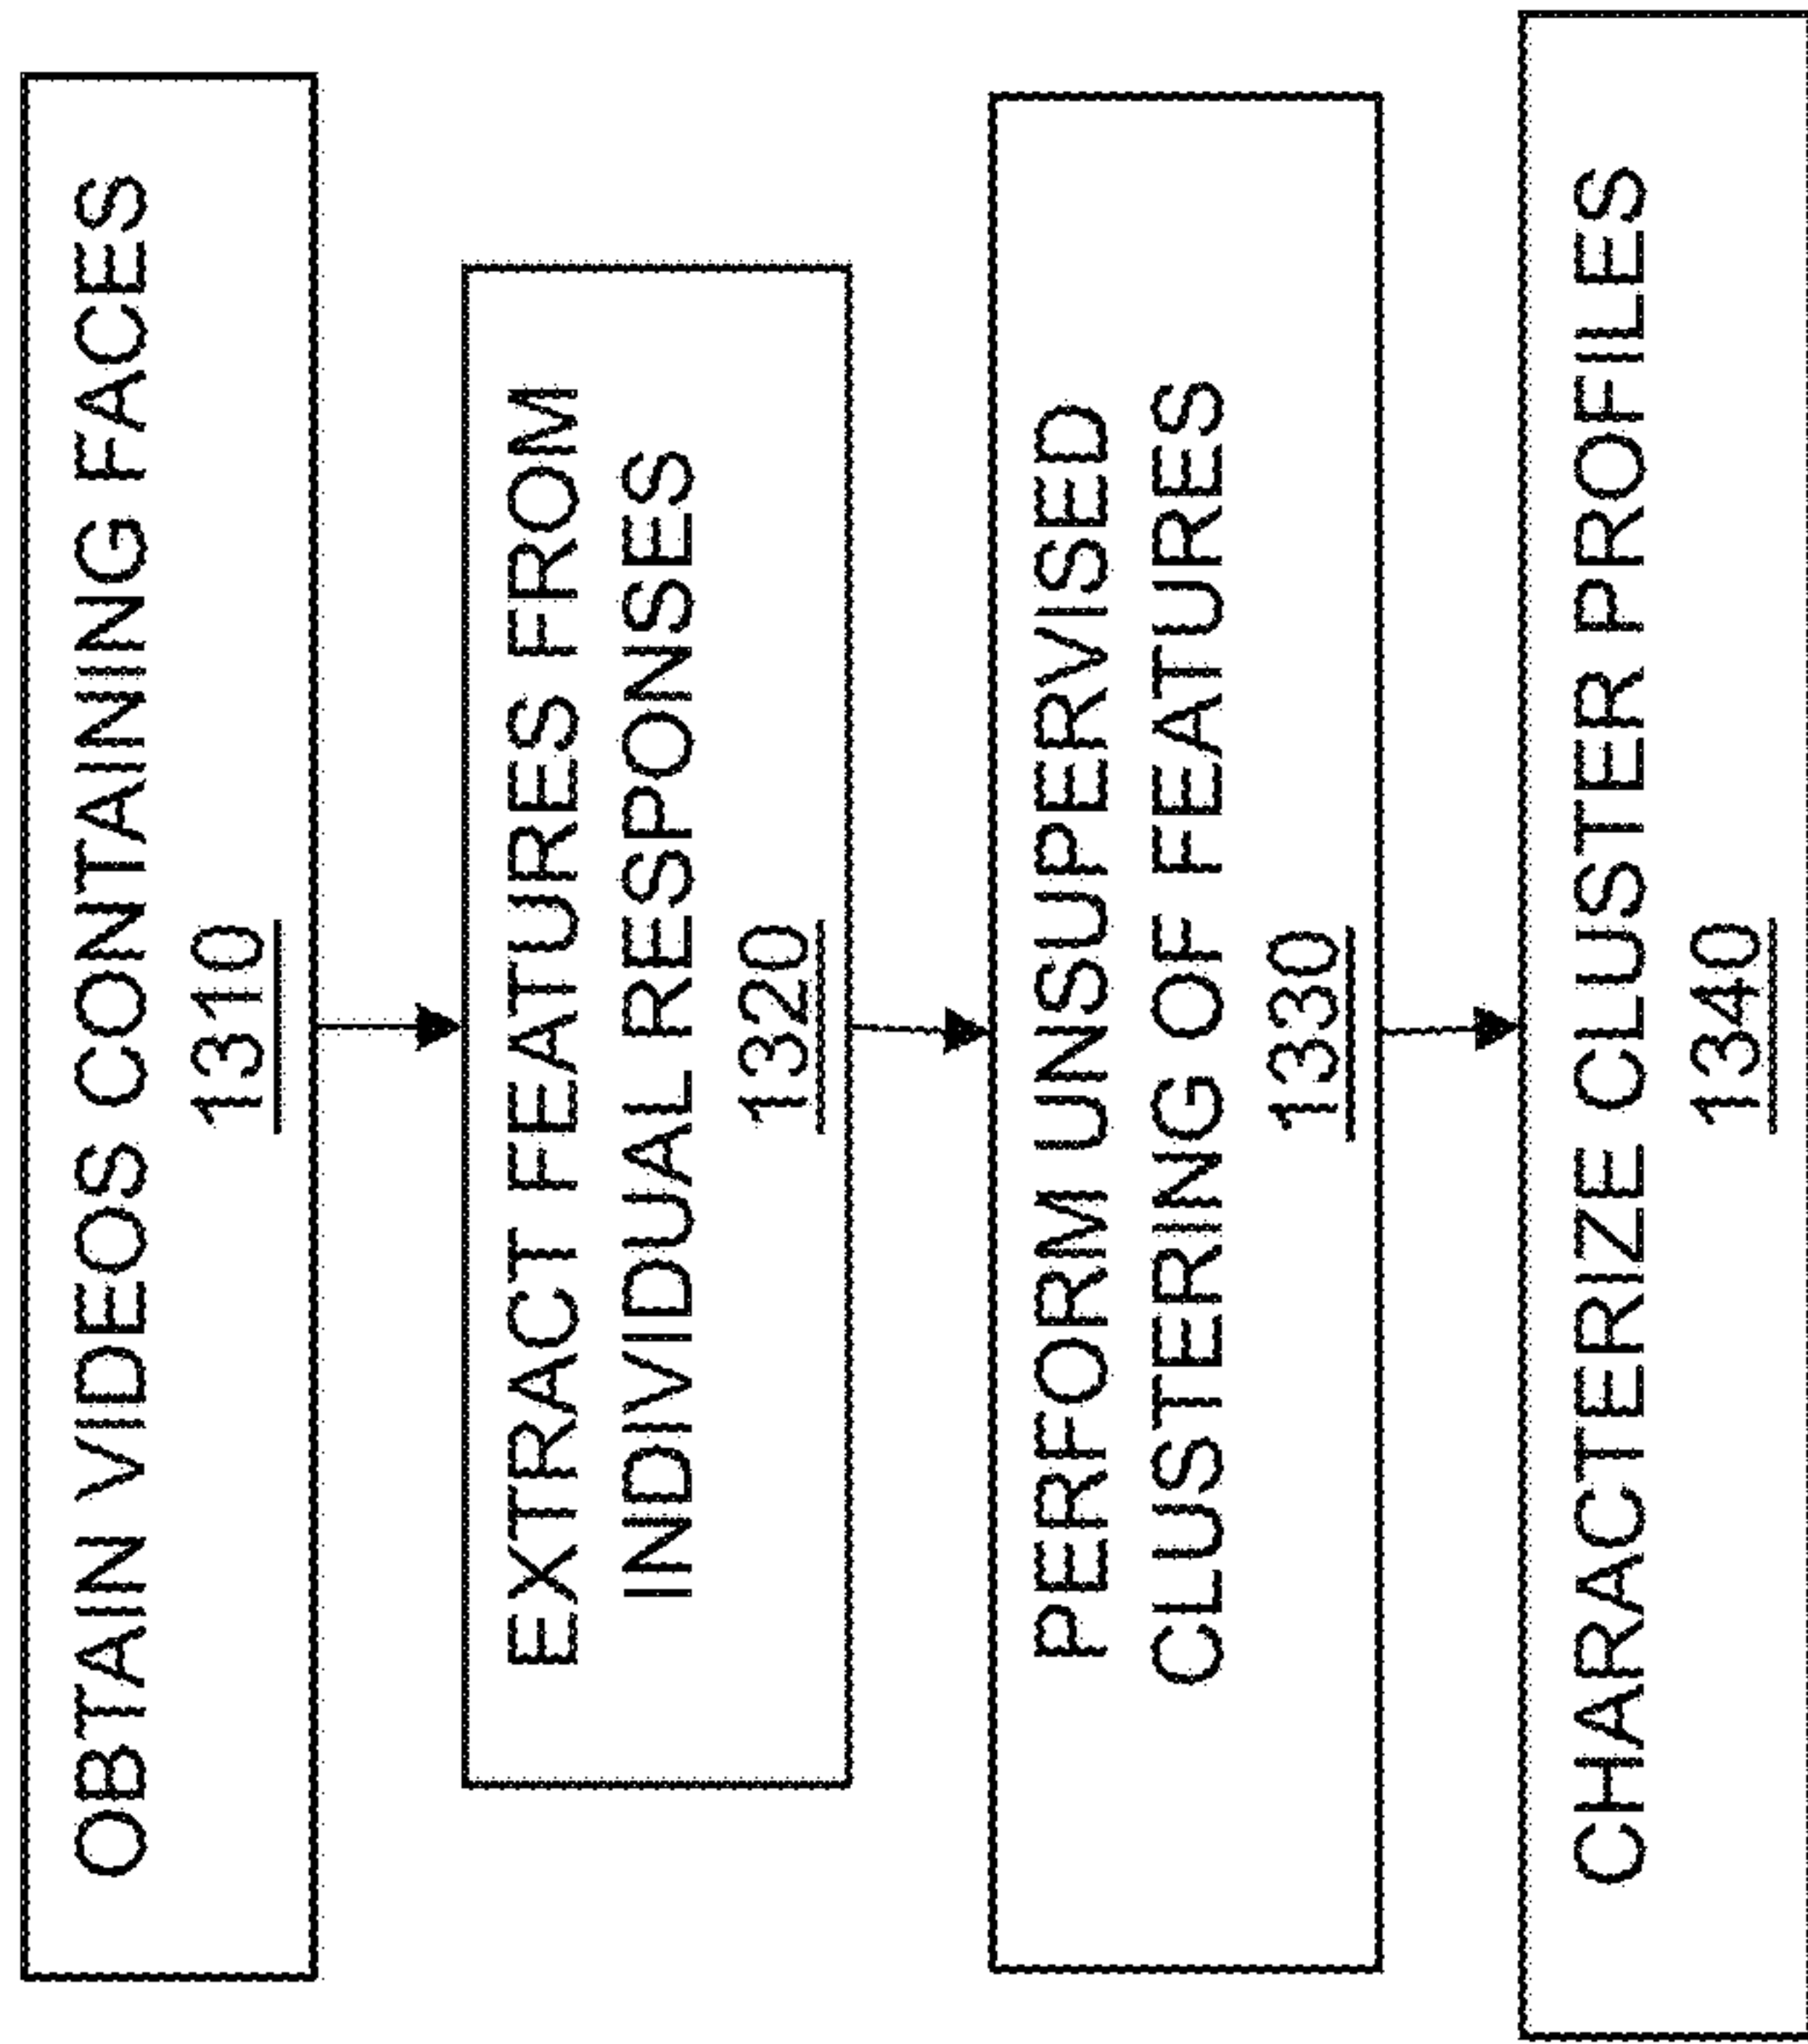 OBTAIN VIDEOS CONTAINING FACES
1310
EXTRACT FEATURES FROM
INDIVIDUAL RESPONSES
1320
PERFORM UNSUPERVISED
CLUSTERING OF FEATURES
1330
CHARACTERIZE CLUSTER PROFILES
1340